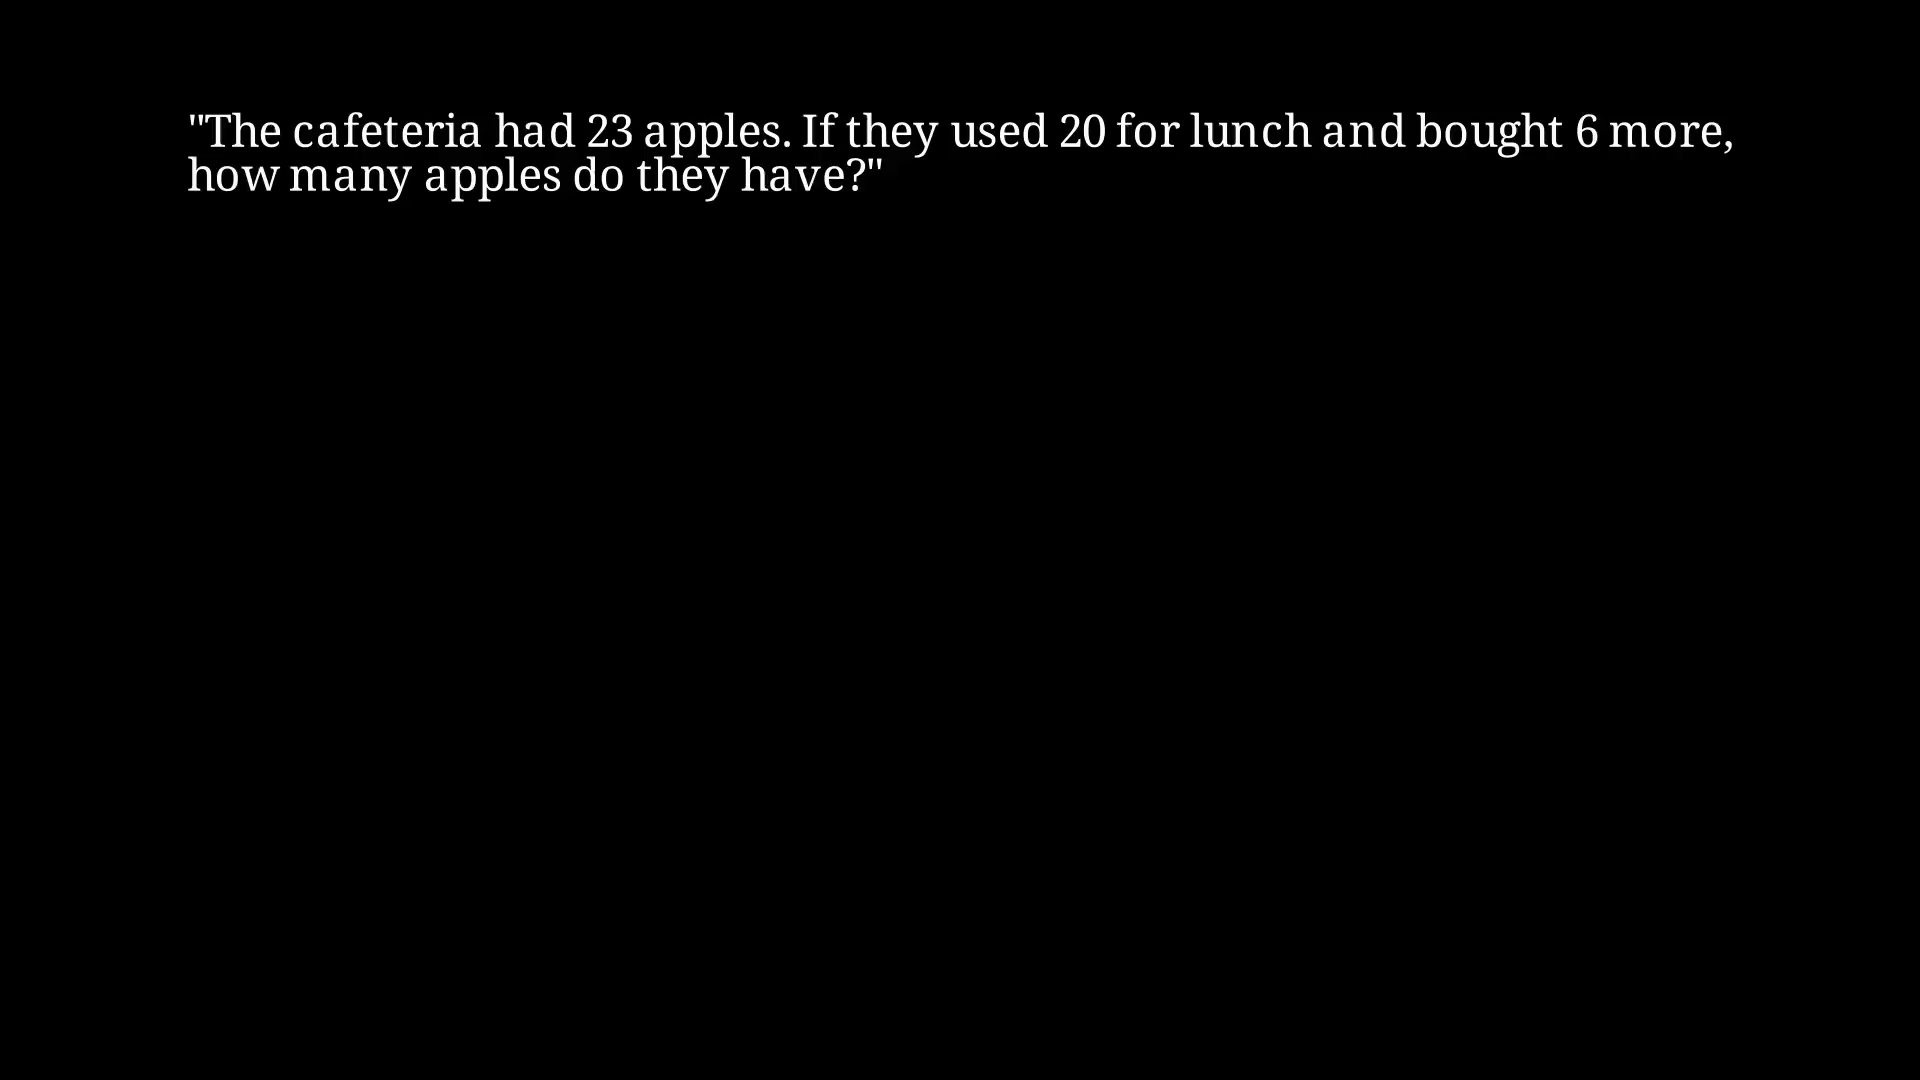 "The cafeteria had 23 apples. If they used 20 for lunch and bought 6 more,
how many apples do they have?"